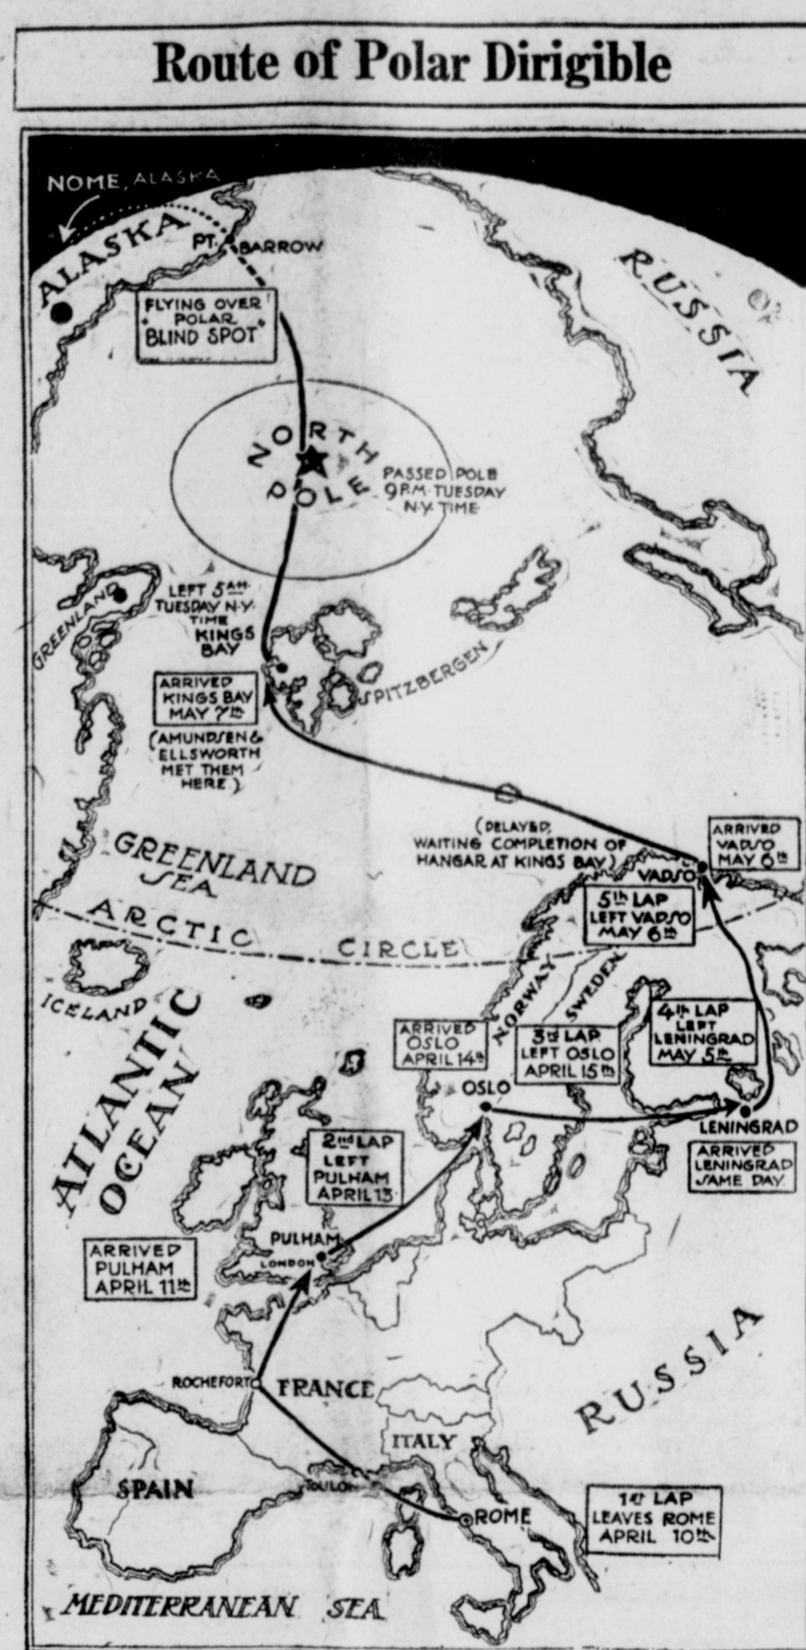 Route of Polar Dirigible
NOME, ALASKA
ALASKA
PT. BARROW
RUSSIA
FLYING OVER
POLAR
"BLIND SPOT"
NORTH
POLE
PASSED POLE
9 P.M. TUESDAY
N.Y. TIME
GREENLAND
LEFT 5 AM
TUESDAY N.Y.
TIME
KINGS
BAY
SPITZBERGEN
ARRIVED
KINGS BAY
MAY 7th
(AMUNDSEN &
ELLSWORTH
MET THEM
HERE)
(DELAYED,
WAITING COMPLETION OF
HANGAR AT KINGS BAY)
ARRIVED
VADSO
MAY 6th
VADSO
GREENLAND
SEA
5th LAP
LEFT VADSO
MAY 6th
ARCTIC CIRCLE
ICELAND
NORWAY
SWEDEN
4th LAP
LEFT
LENINGRAD
MAY 5th
ARRIVED
OSLO
APRIL 14th
3rd LAP
LEFT OSLO
APRIL 15th
OSLO
ATLANTIC
OCEAN
LENINGRAD
ARRIVED
LENINGRAD
SAME DAY
2nd LAP
LEFT
PULHAM
APRIL 13
ARRIVED
PULHAM
APRIL 11th
PULHAM
LONDON
ROCHEFORT
FRANCE
RUSSIA
ITALY
SPAIN
TOULON
ROME
1st LAP
LEAVES ROME
APRIL 10th
MEDITERRANEAN SEA